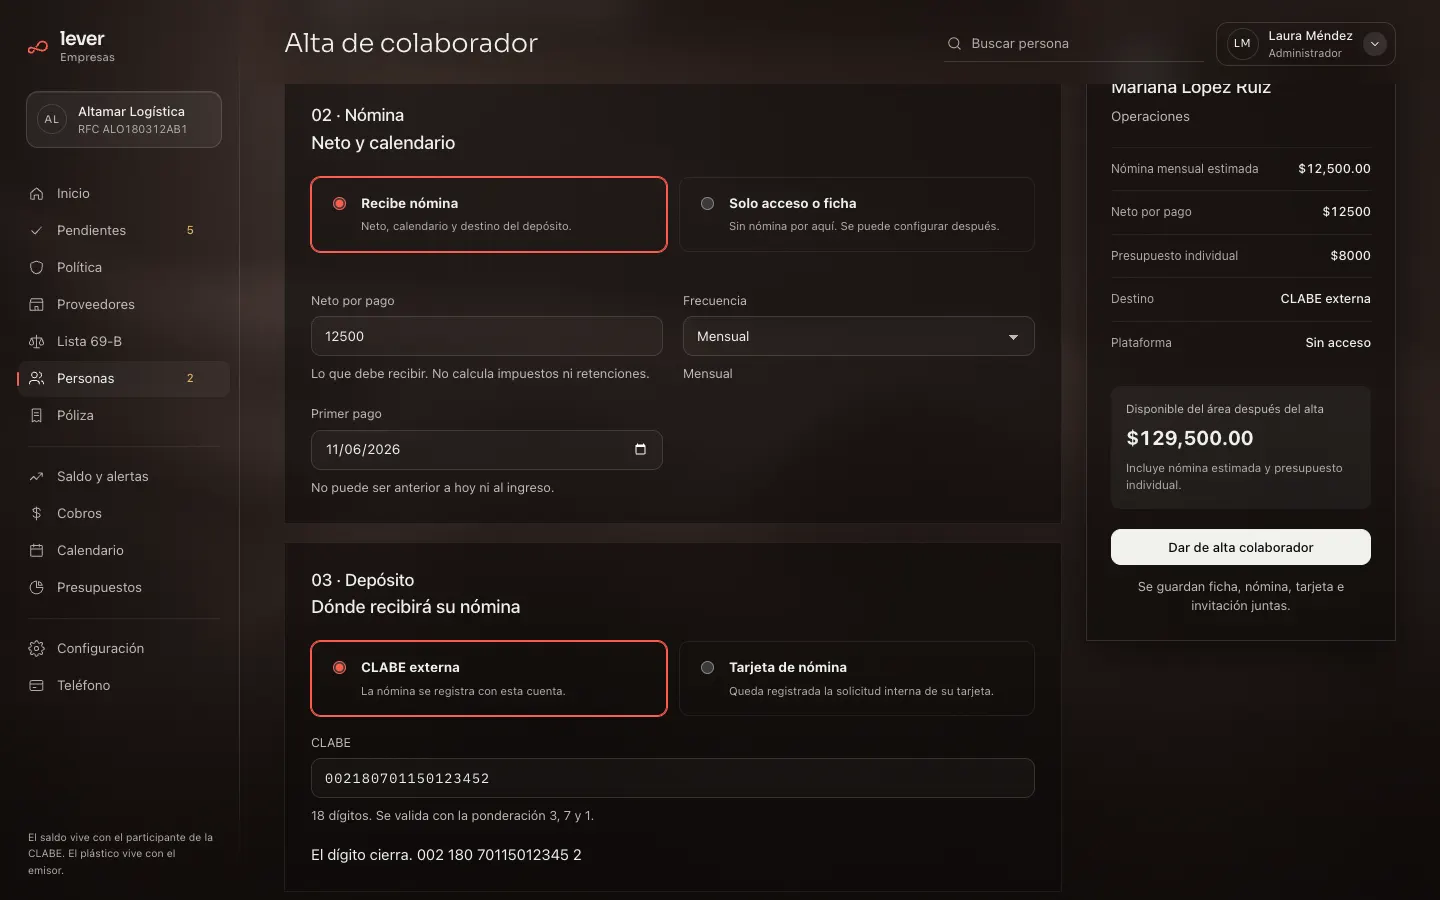 lever
Empresas
AL
Altamar Logística
RFC ALO180312AB1
Inicio
Pendientes 5
Política
Proveedores
Lista 69-B
Personas 2
Póliza
Saldo y alertas
Cobros
Calendario
Presupuestos
Configuración
Teléfono
El saldo vive con el participante de la
CLABE. El plástico vive con el
emisor.
Alta de colaborador
Buscar persona
LM
Laura Méndez
Administrador
02 · Nómina
Neto y calendario
Recibe nómina
Neto, calendario y destino del depósito.
Solo acceso o ficha
Sin nómina por aquí. Se puede configurar después.
Neto por pago
12500
Lo que debe recibir. No calcula impuestos ni retenciones.
Frecuencia
Mensual
Mensual
Primer pago
11/06/2026
No puede ser anterior a hoy ni al ingreso.
03 · Depósito
Dónde recibirá su nómina
CLABE externa
La nómina se registra con esta cuenta.
Tarjeta de nómina
Queda registrada la solicitud interna de su tarjeta.
CLABE
002180701150123452
18 dígitos. Se valida con la ponderación 3, 7 y 1.
El dígito cierra. 002 180 70115012345 2
Mariana López Ruiz
Operaciones
Nómina mensual estimada $12,500.00
Neto por pago $12500
Presupuesto individual $8000
Destino CLABE externa
Plataforma Sin acceso
Disponible del área después del alta
$129,500.00
Incluye nómina estimada y presupuesto
individual.
Dar de alta colaborador
Se guardan ficha, nómina, tarjeta e
invitación juntas.